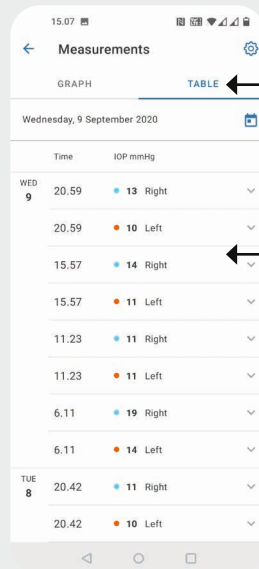 15.07
Measurements
GRAPH TABLE
Wednesday, 9 September 2020
Time IOP mmHg
WED 9 20.59 13 Right
20.59 10 Left
15.57 14 Right
15.57 11 Left
11.23 11 Right
11.23 11 Left
6.11 19 Right
6.11 14 Left
TUE 8 20.42 11 Right
20.42 10 Left